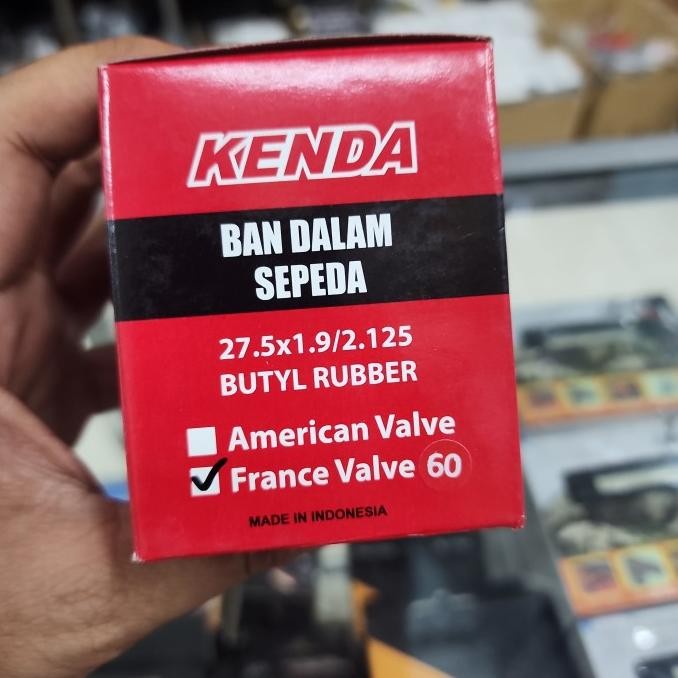 KENDA
BAN DALAM
SEPEDA
27.5x1.9/2.125
BUTYL RUBBER
American Valve
France Valve 60
MADE IN INDONESIA